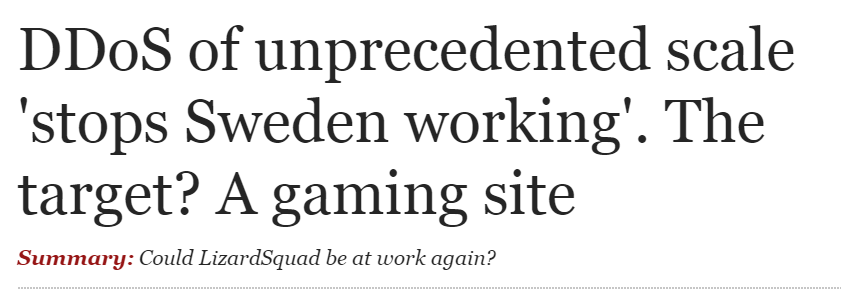 DDoS of unprecedented scale
'stops Sweden working'. The
target? A gaming site
Summary: Could LizardSquad be at work again?